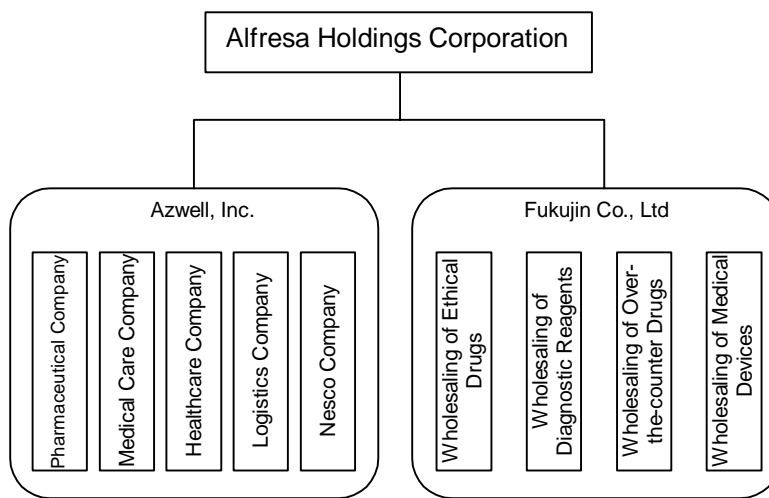 Alfresa Holdings Corporation
Azwell, Inc.
Pharmaceutical Company
Medical Care Company
Healthcare Company
Logistics Company
Nesco Company
Fukujin Co., Ltd
Wholesaling of Ethical
Drugs
Wholesaling of
Diagnostic Reagents
Wholesaling of Over-
the-counter Drugs
Wholesaling of Medical
Devices